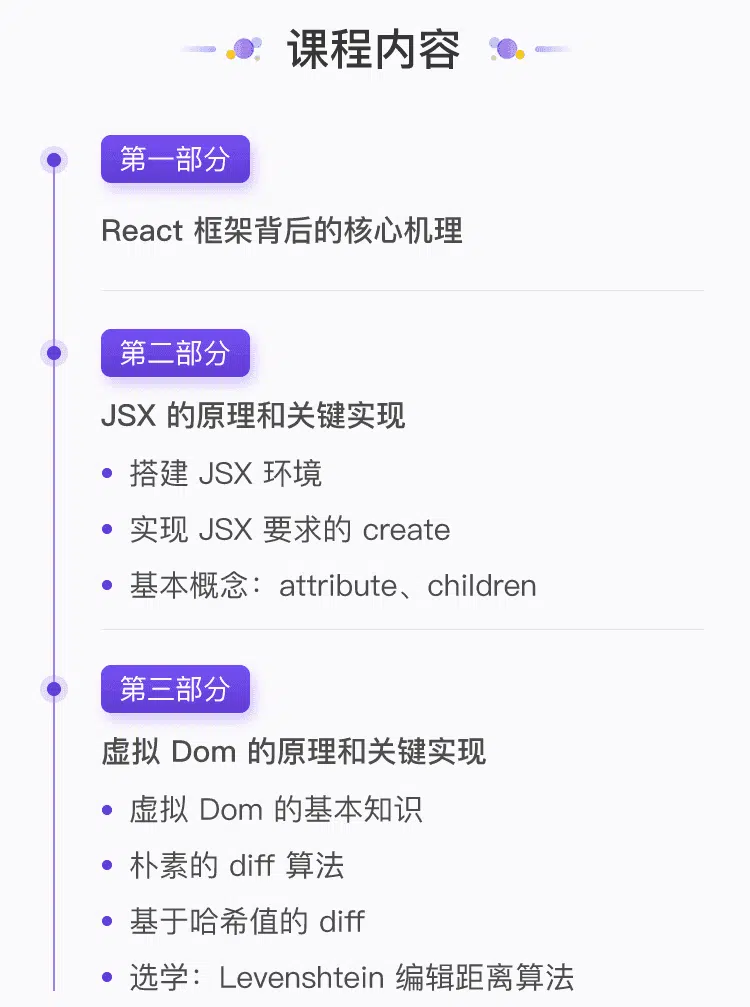 课程内容
第一部分
React 框架背后的核心机理
第二部分
JSX 的原理和关键实现
搭建 JSX 环境
实现 JSX 要求的 create
基本概念：attribute、children
第三部分
虚拟 Dom 的原理和关键实现
虚拟 Dom 的基本知识
朴素的 diff 算法
基于哈希值的 diff
选学：Levenshtein 编辑距离算法